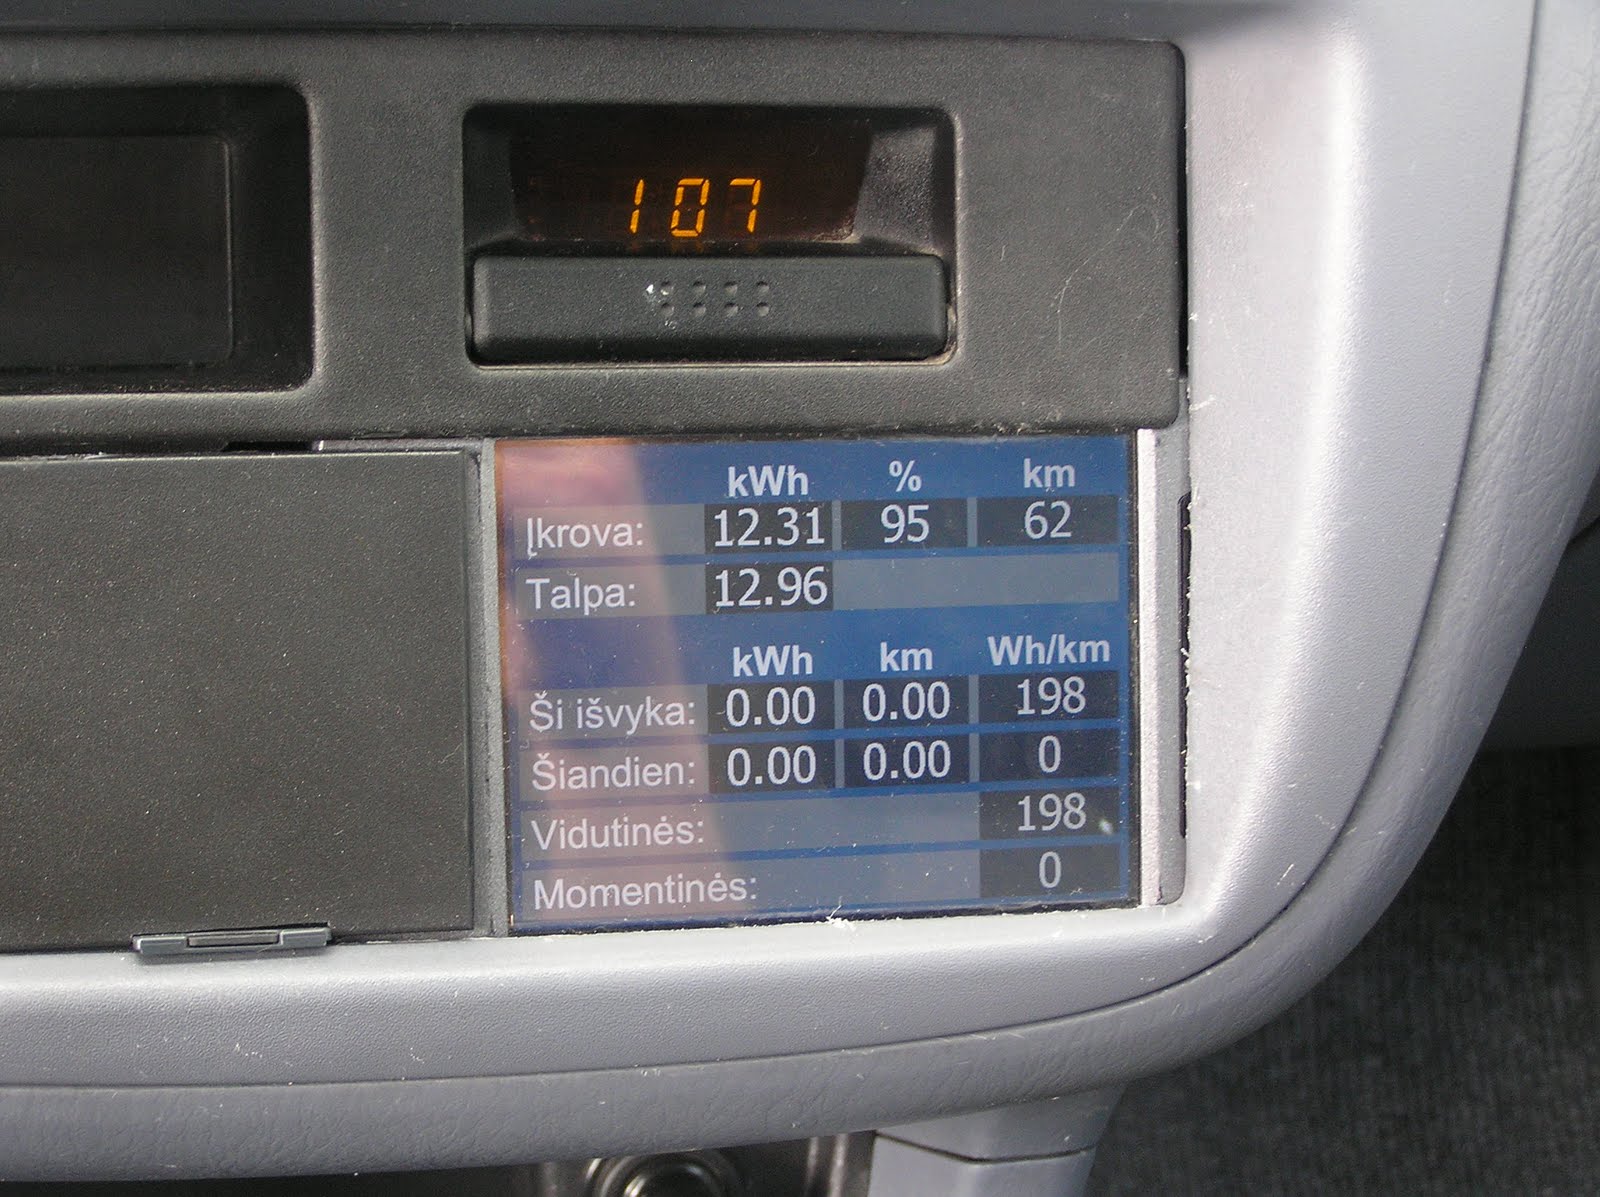 107
kWh % km
Įkrova: 12.31 95 62
Talpa: 12.96
kWh km Wh/km
Ši išvyka: 0.00 0.00 198
Šiandien: 0.00 0.00 0
Vidutinės: 198
Momentinės: 0